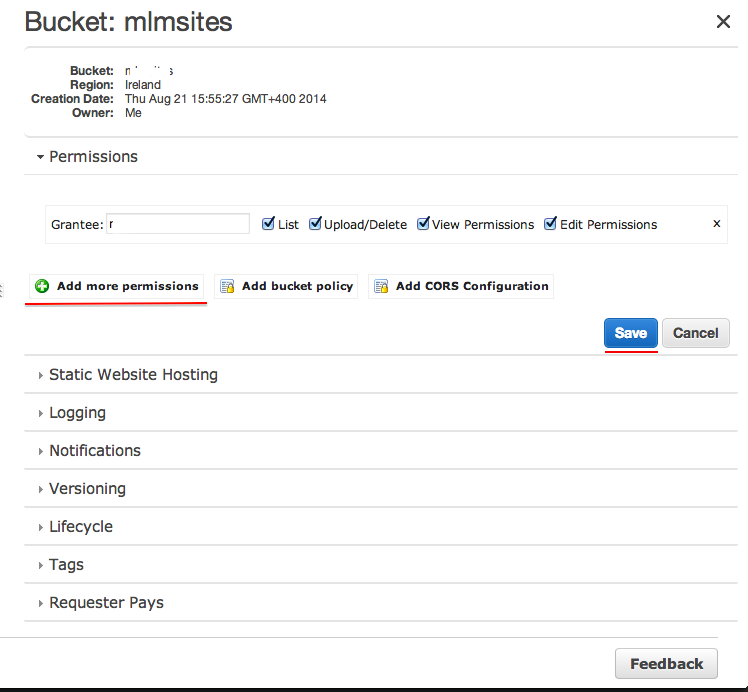 Bucket: mlmsites
Bucket:
Region: Ireland
Creation Date: Thu Aug 21 15:55:27 GMT+400 2014
Owner: Me
Permissions
Grantee: r List Upload/Delete View Permissions Edit Permissions x
Add more permissions Add bucket policy Add CORS Configuration
Save Cancel
Static Website Hosting
Logging
Notifications
Versioning
Lifecycle
Tags
Requester Pays
Feedback